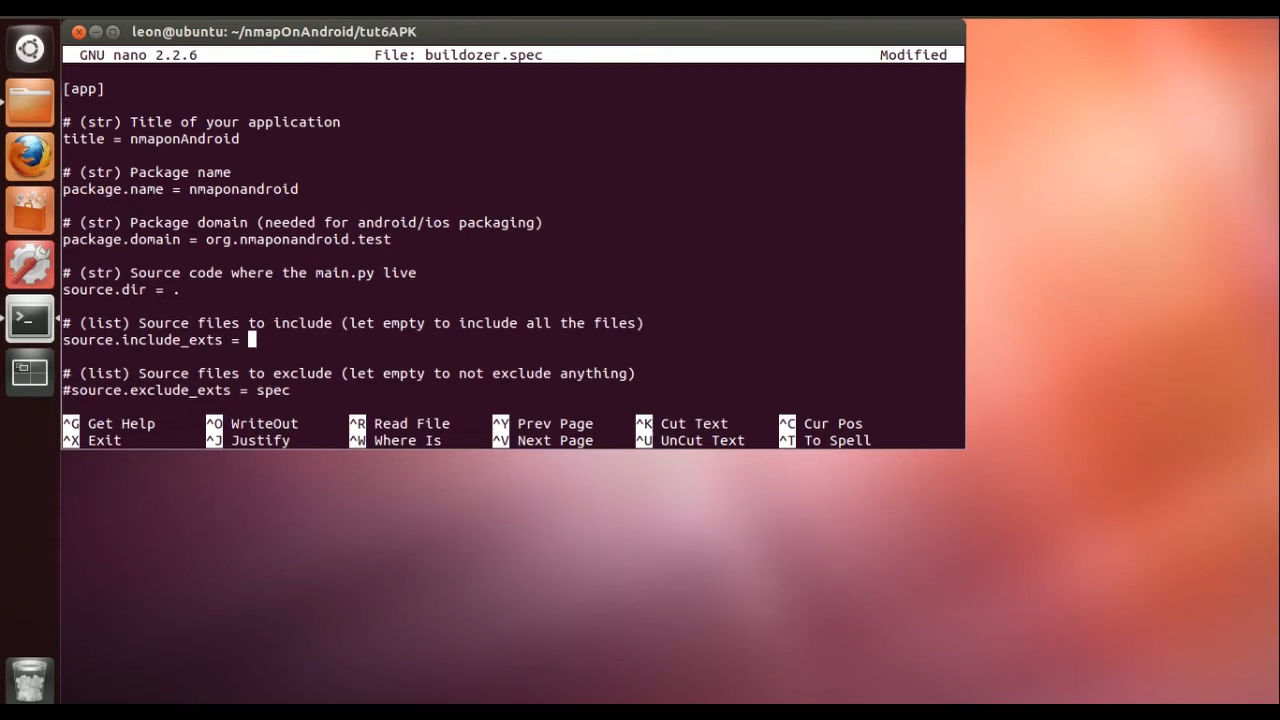 leon@ubuntu: ~/nmapOnAndroid/tut6APK
GNU nano 2.2.6 File: buildozer.spec Modified
[app]
# (str) Title of your application
title = nmaponAndroid
# (str) Package name
package.name = nmaponandroid
# (str) Package domain (needed for android/ios packaging)
package.domain = org.nmaponandroid.test
# (str) Source code where the main.py live
source.dir = .
# (list) Source files to include (let empty to include all the files)
source.include_exts =
# (list) Source files to exclude (let empty to not exclude anything)
#source.exclude_exts = spec
^G Get Help ^O WriteOut ^R Read File ^Y Prev Page ^K Cut Text ^C Cur Pos
^X Exit ^J Justify ^W Where Is ^V Next Page ^U UnCut Text ^T To Spell